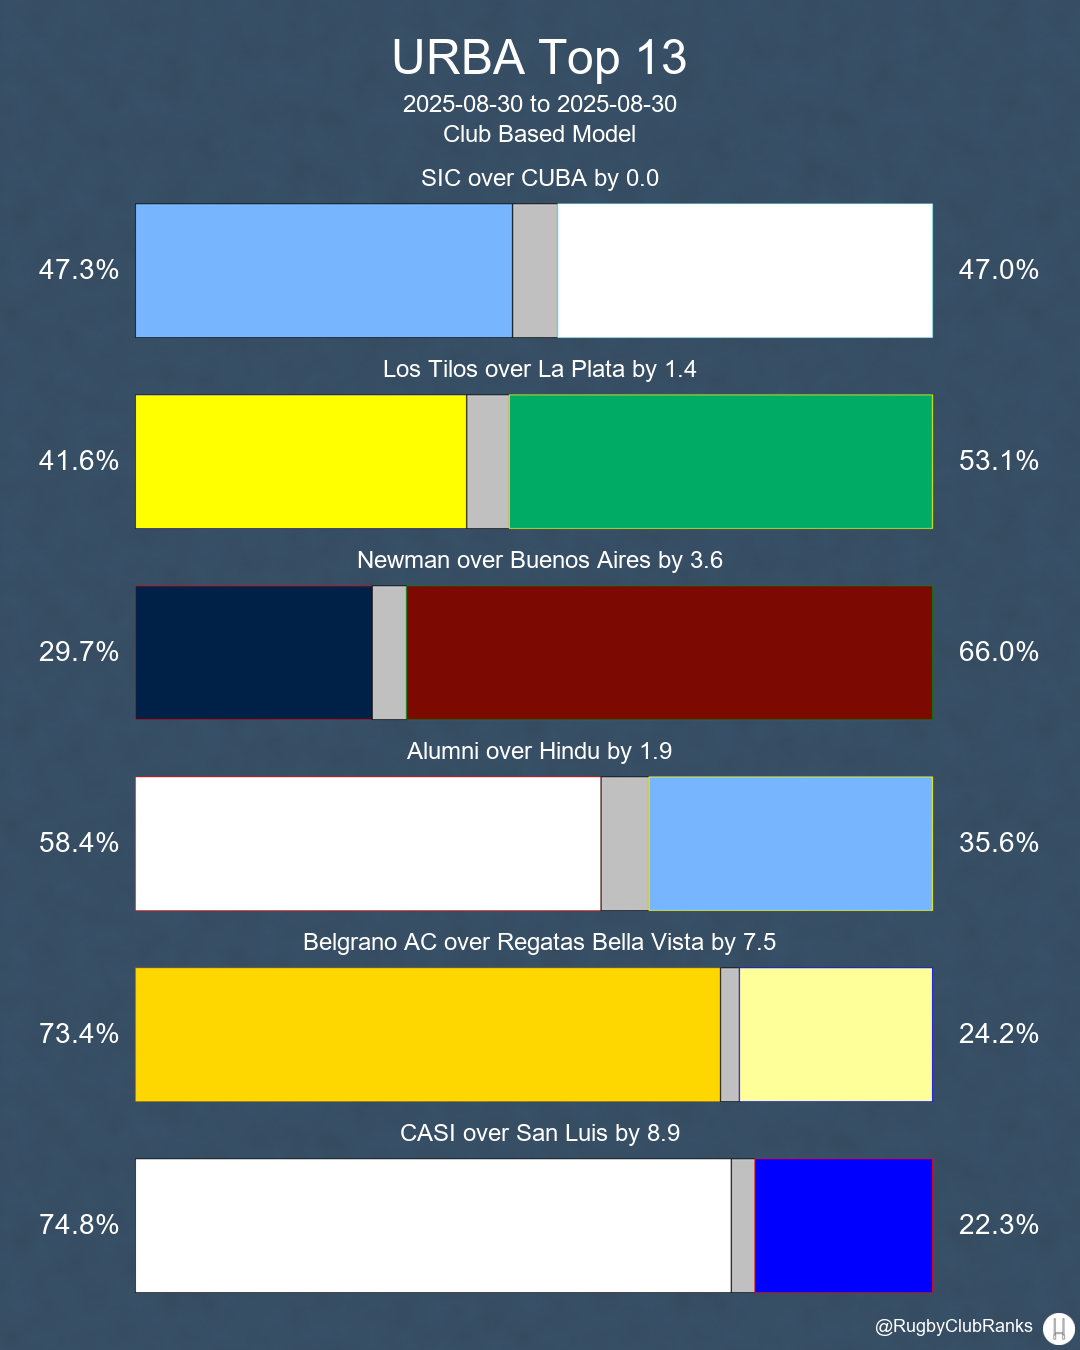 URBA Top 13
2025-08-30 to 2025-08-30
Club Based Model
SIC over CUBA by 0.0
47.3% 47.0%
Los Tilos over La Plata by 1.4
41.6% 53.1%
Newman over Buenos Aires by 3.6
29.7% 66.0%
Alumni over Hindu by 1.9
58.4% 35.6%
Belgrano AC over Regatas Bella Vista by 7.5
73.4% 24.2%
CASI over San Luis by 8.9
74.8% 22.3%
@RugbyClubRanks